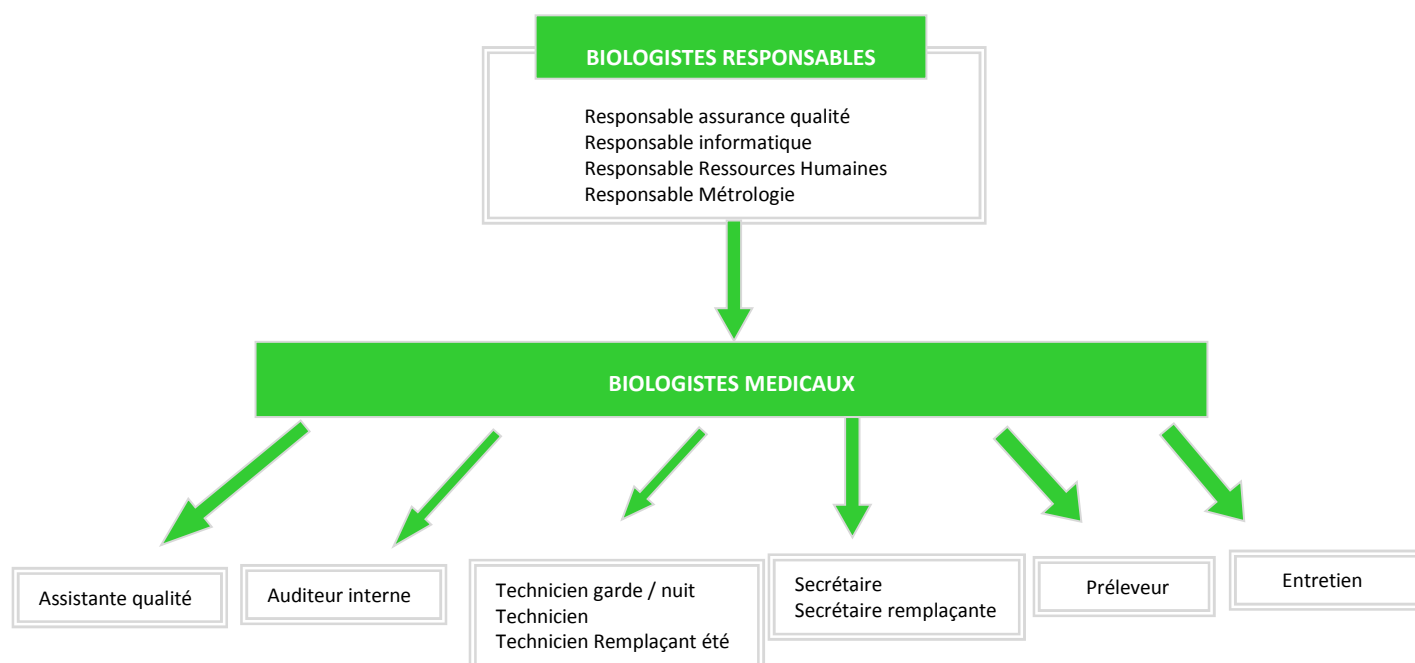 BIOLOGISTES RESPONSABLES
Responsable assurance qualité
Responsable informatique
Responsable Ressources Humaines
Responsable Métrologie
BIOLOGISTES MEDICAUX
Assistante qualité
Auditeur interne
Technicien garde / nuit
Technicien
Technicien Remplaçant été
Secrétaire
Secrétaire remplaçante
Préleveur
Entretien